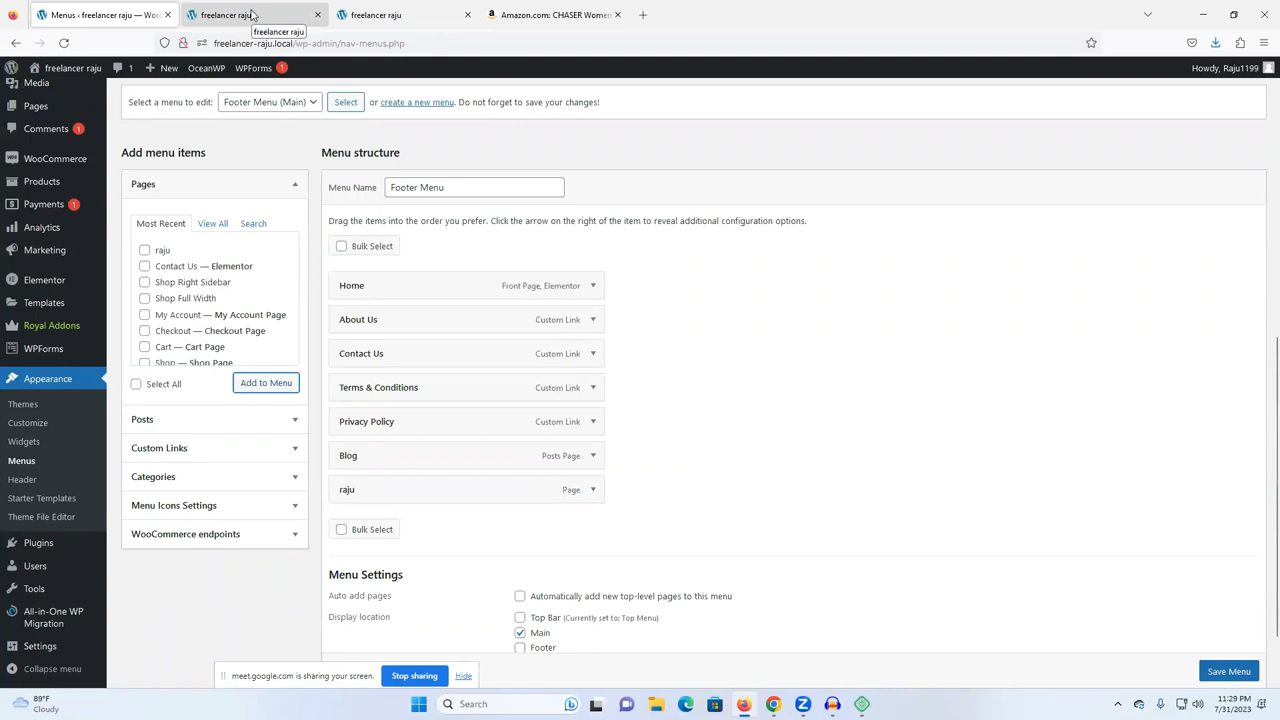 Menus ‹ freelancer raju — Wor
freelancer raju
freelancer raju
Amazon.com: CHASER Women
freelancer raju
freelancer-raju.local/wp-admin/nav-menus.php
freelancer raju
1
New
OceanWP
WPForms
1
Howdy, Raju1199
Media
Pages
Comments 1
WooCommerce
Products
Payments 1
Analytics
Marketing
Elementor
Templates
Royal Addons
WPForms
Appearance
Themes
Customize
Widgets
Menus
Header
Starter Templates
Theme File Editor
Plugins
Users
Tools
All-in-One WP
Migration
Settings
Collapse menu
Select a menu to edit: Footer Menu (Main) Select or create a new menu. Do not forget to save your changes!
Add menu items
Pages
Most Recent View All Search
raju
Contact Us — Elementor
Shop Right Sidebar
Shop Full Width
My Account — My Account Page
Checkout — Checkout Page
Cart — Cart Page
Shop — Shop Page
Select All
Add to Menu
Posts
Custom Links
Categories
Menu Icons Settings
WooCommerce endpoints
Menu structure
Menu Name Footer Menu
Drag the items into the order you prefer. Click the arrow on the right of the item to reveal additional configuration options.
Bulk Select
Home Front Page, Elementor
About Us Custom Link
Contact Us Custom Link
Terms & Conditions Custom Link
Privacy Policy Custom Link
Blog Posts Page
raju Page
Bulk Select
Menu Settings
Auto add pages Automatically add new top-level pages to this menu
Display location Top Bar (Currently set to: Top Menu)
Main
Footer
Save Menu
meet.google.com is sharing your screen. Stop sharing Hide
89°F
Cloudy
Search
11:29 PM
7/31/2023